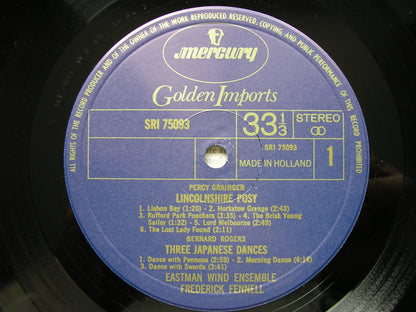 ALL RIGHTS OF THE RECORD PRODUCER AND OF THE OWNER OF THE WORK REPRODUCED RESERVED, COPYING, AND PUBLIC PERFORMANCE OF THIS RECORD PROHIBITED
mercury
Golden Imports
SRI 75093
33 1/3
STEREO
SRI 75093
MADE IN HOLLAND
1
PERCY GRAINGER
LINCOLNSHIRE POSY
1. Lisbon Bay (1:20) - 2. Horkstow Grange (2:43)
3. Rufford Park Poachers (3:35) - 4. The Brisk Young
Sailor (1:32) - 5. Lord Melbourne (2:49)
6. The Lost Lady Found (2:11)
BERNARD ROGERS
THREE JAPANESE DANCES
1. Dance with Pennons (2:59) - 2. Morning Dance (4:14)
3. Dance with Swords (3:41)
EASTMAN WIND ENSEMBLE
FREDERICK FENNELL